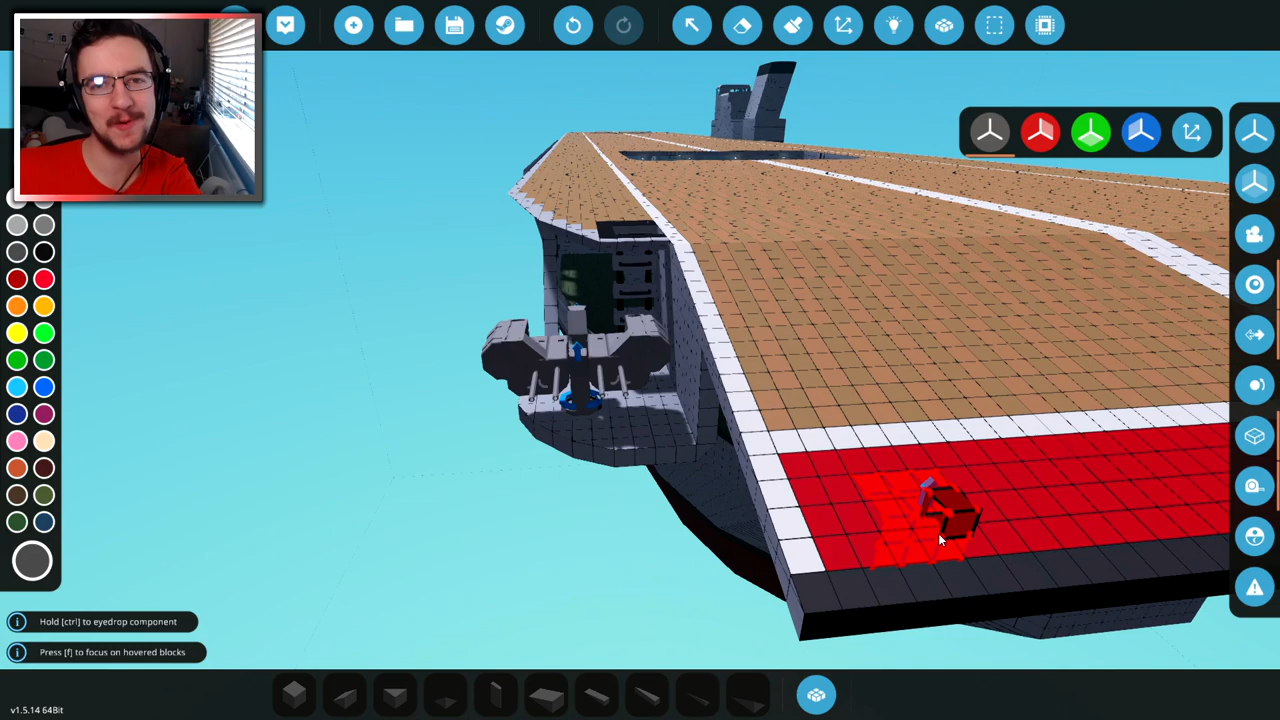 Hold [ctrl] to eyedrop component
Press [f] to focus on hovered blocks
v1.5.14 64Bit